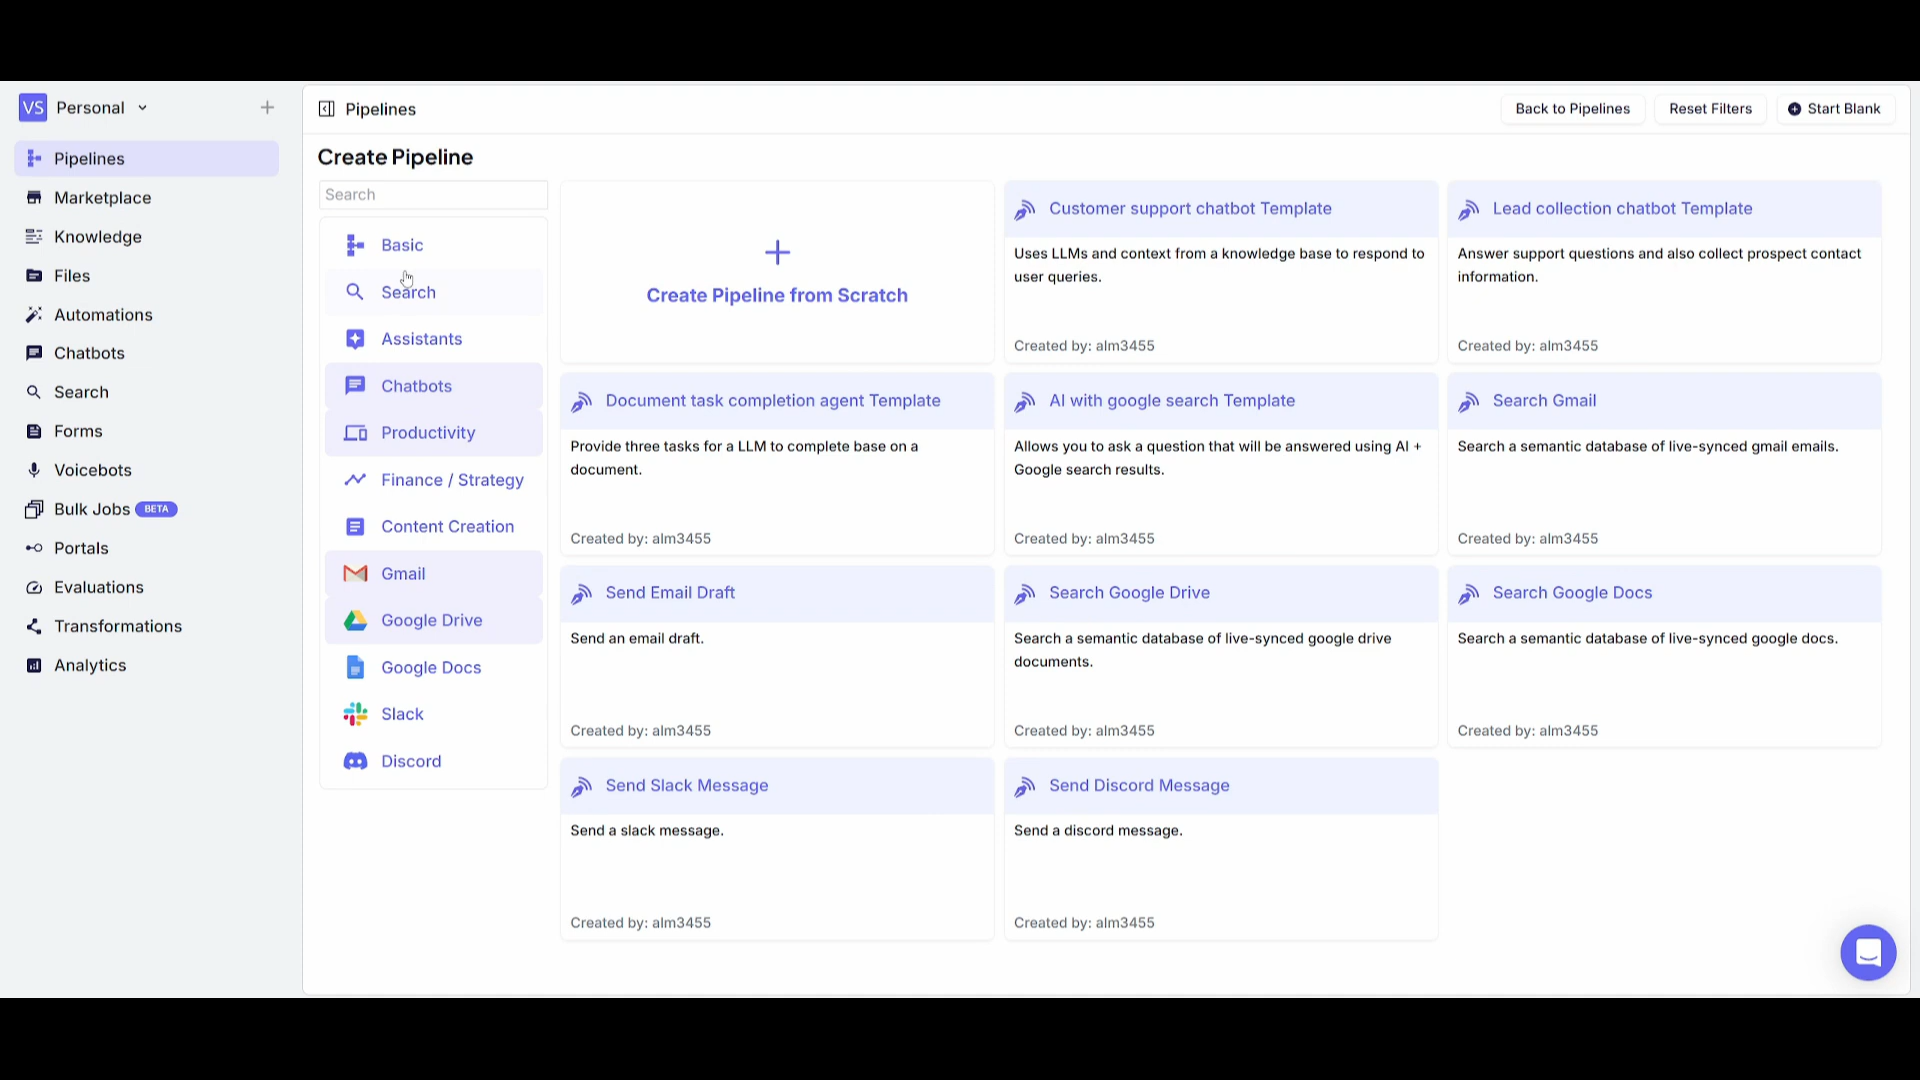 VS Personal
Pipelines
Marketplace
Knowledge
Files
Automations
Chatbots
Search
Forms
Voicebots
Bulk Jobs BETA
Portals
Evaluations
Transformations
Analytics
Pipelines
Back to Pipelines
Reset Filters
Start Blank
Create Pipeline
Search
Basic
Search
Assistants
Chatbots
Productivity
Finance / Strategy
Content Creation
Gmail
Google Drive
Google Docs
Slack
Discord
Create Pipeline from Scratch
Customer support chatbot Template
Uses LLMs and context from a knowledge base to respond to
user queries.
Created by: alm3455
Lead collection chatbot Template
Answer support questions and also collect prospect contact
information.
Created by: alm3455
Document task completion agent Template
Provide three tasks for a LLM to complete base on a
document.
Created by: alm3455
AI with google search Template
Allows you to ask a question that will be answered using AI +
Google search results.
Created by: alm3455
Search Gmail
Search a semantic database of live-synced gmail emails.
Created by: alm3455
Send Email Draft
Send an email draft.
Created by: alm3455
Search Google Drive
Search a semantic database of live-synced google drive
documents.
Created by: alm3455
Search Google Docs
Search a semantic database of live-synced google docs.
Created by: alm3455
Send Slack Message
Send a slack message.
Created by: alm3455
Send Discord Message
Send a discord message.
Created by: alm3455